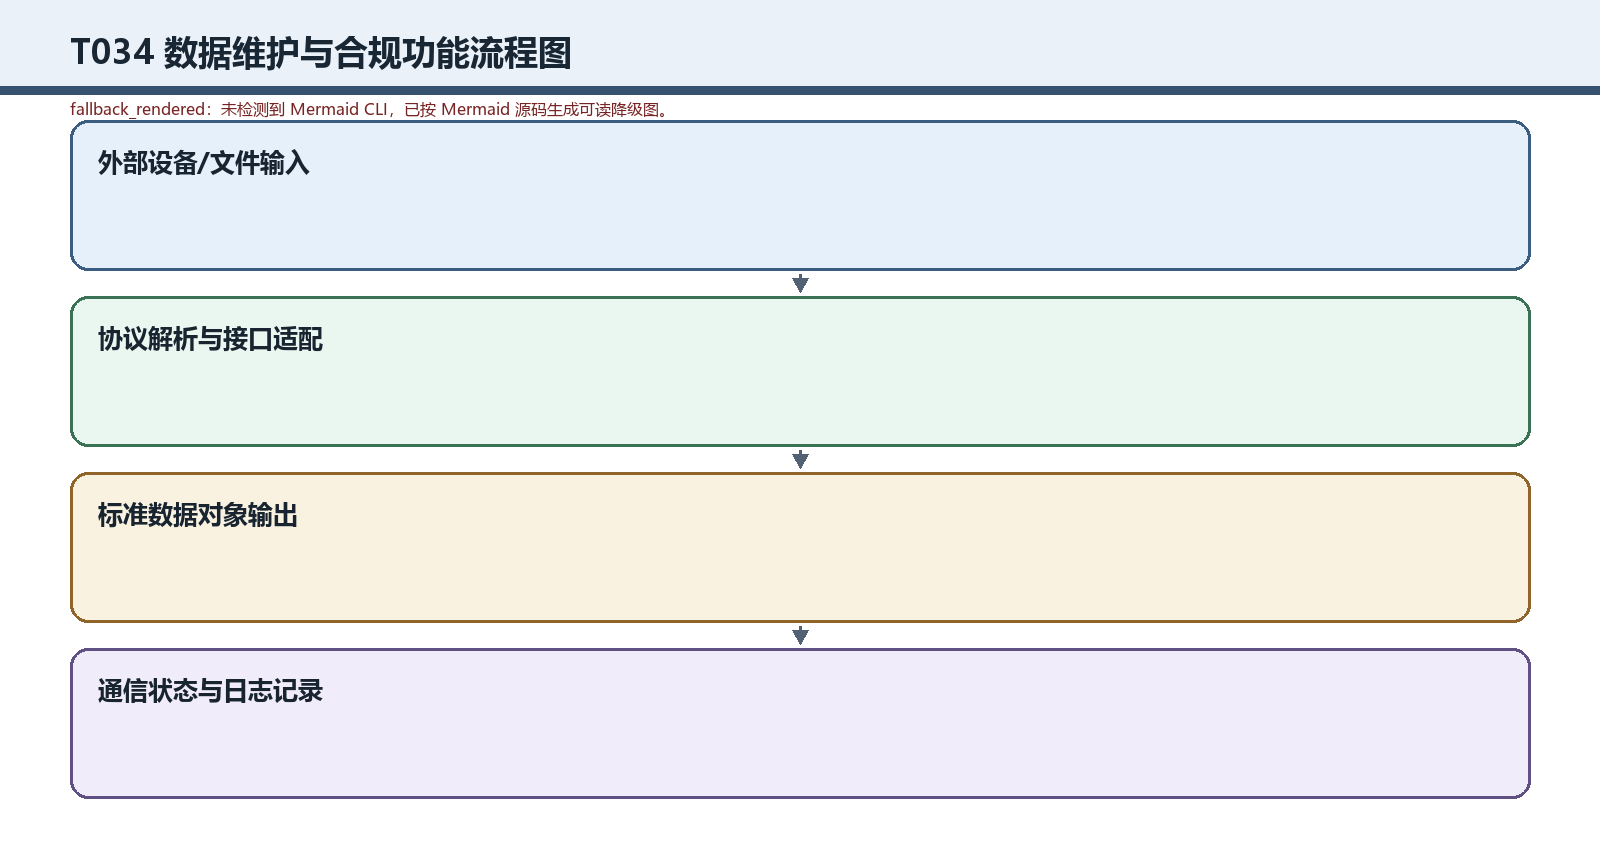 T034 数据维护与合规功能流程图
fallback_rendered：未检测到 Mermaid CLI，已按 Mermaid 源码生成可读降级图。
外部设备/文件输入
协议解析与接口适配
标准数据对象输出
通信状态与日志记录